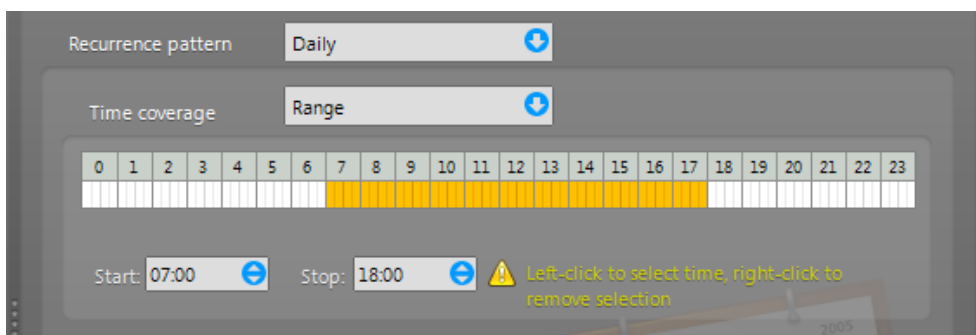 Recurrence pattern Daily
Time coverage Range
0 1 2 3 4 5 6 7 8 9 10 11 12 13 14 15 16 17 18 19 20 21 22 23
Start: 07:00 Stop: 18:00 Left-click to select time, right-click to
remove selection
2005